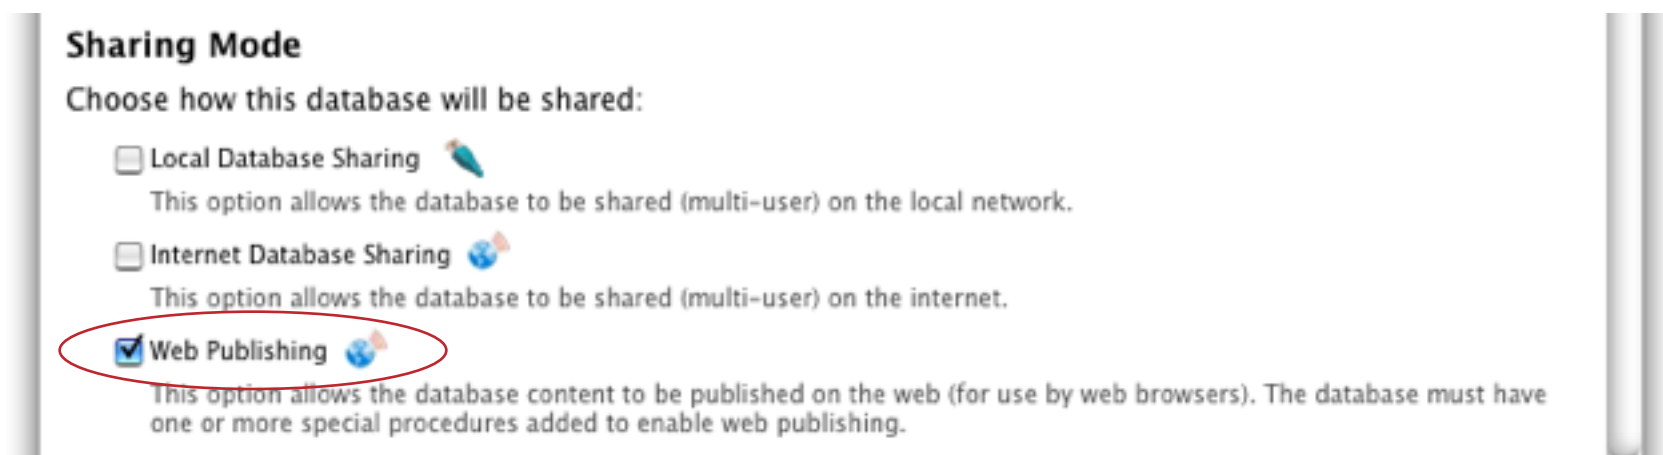 Sharing Mode
Choose how this database will be shared:
Local Database Sharing
This option allows the database to be shared (multi-user) on the local network.
Internet Database Sharing
This option allows the database to be shared (multi-user) on the internet.
Web Publishing
This option allows the database content to be published on the web (for use by web browsers). The database must have
one or more special procedures added to enable web publishing.